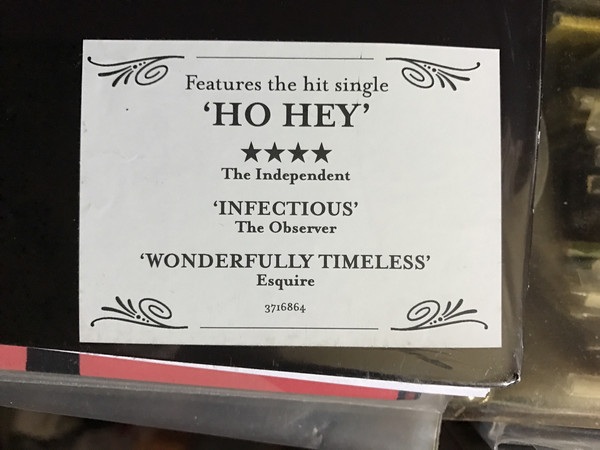 Features the hit single
‘HO HEY’
★★★★
The Independent
‘INFECTIOUS’
The Observer
‘WONDERFULLY TIMELESS’
Esquire
3716864